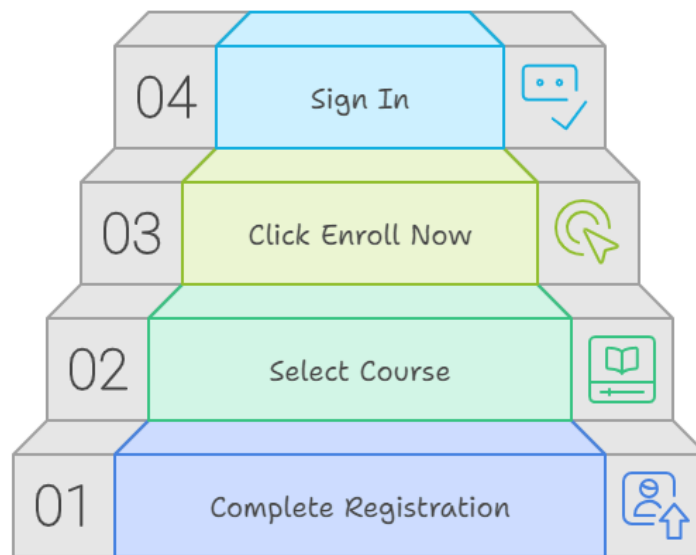 04 Sign In
03 Click Enroll Now
02 Select Course
01 Complete Registration